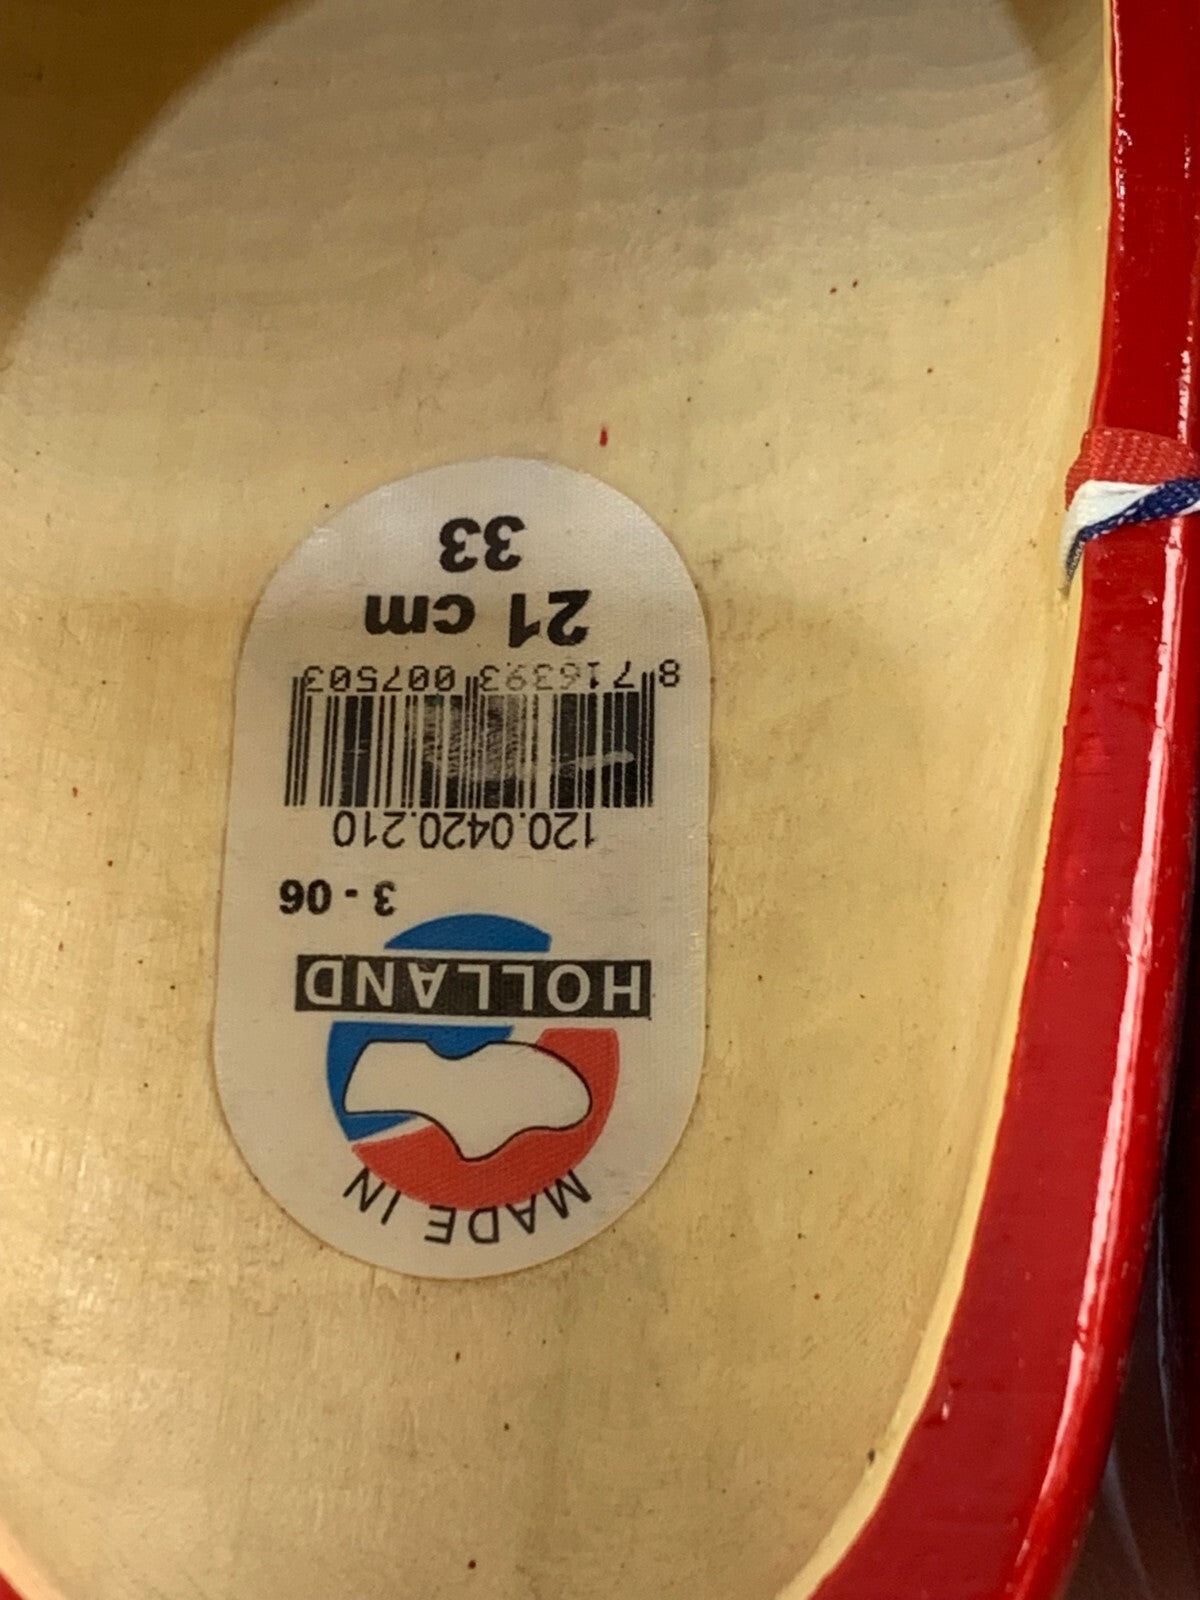 MADE IN
HOLLAND
3 - 06
120.0420.210
8 716393 007503
21 cm
33